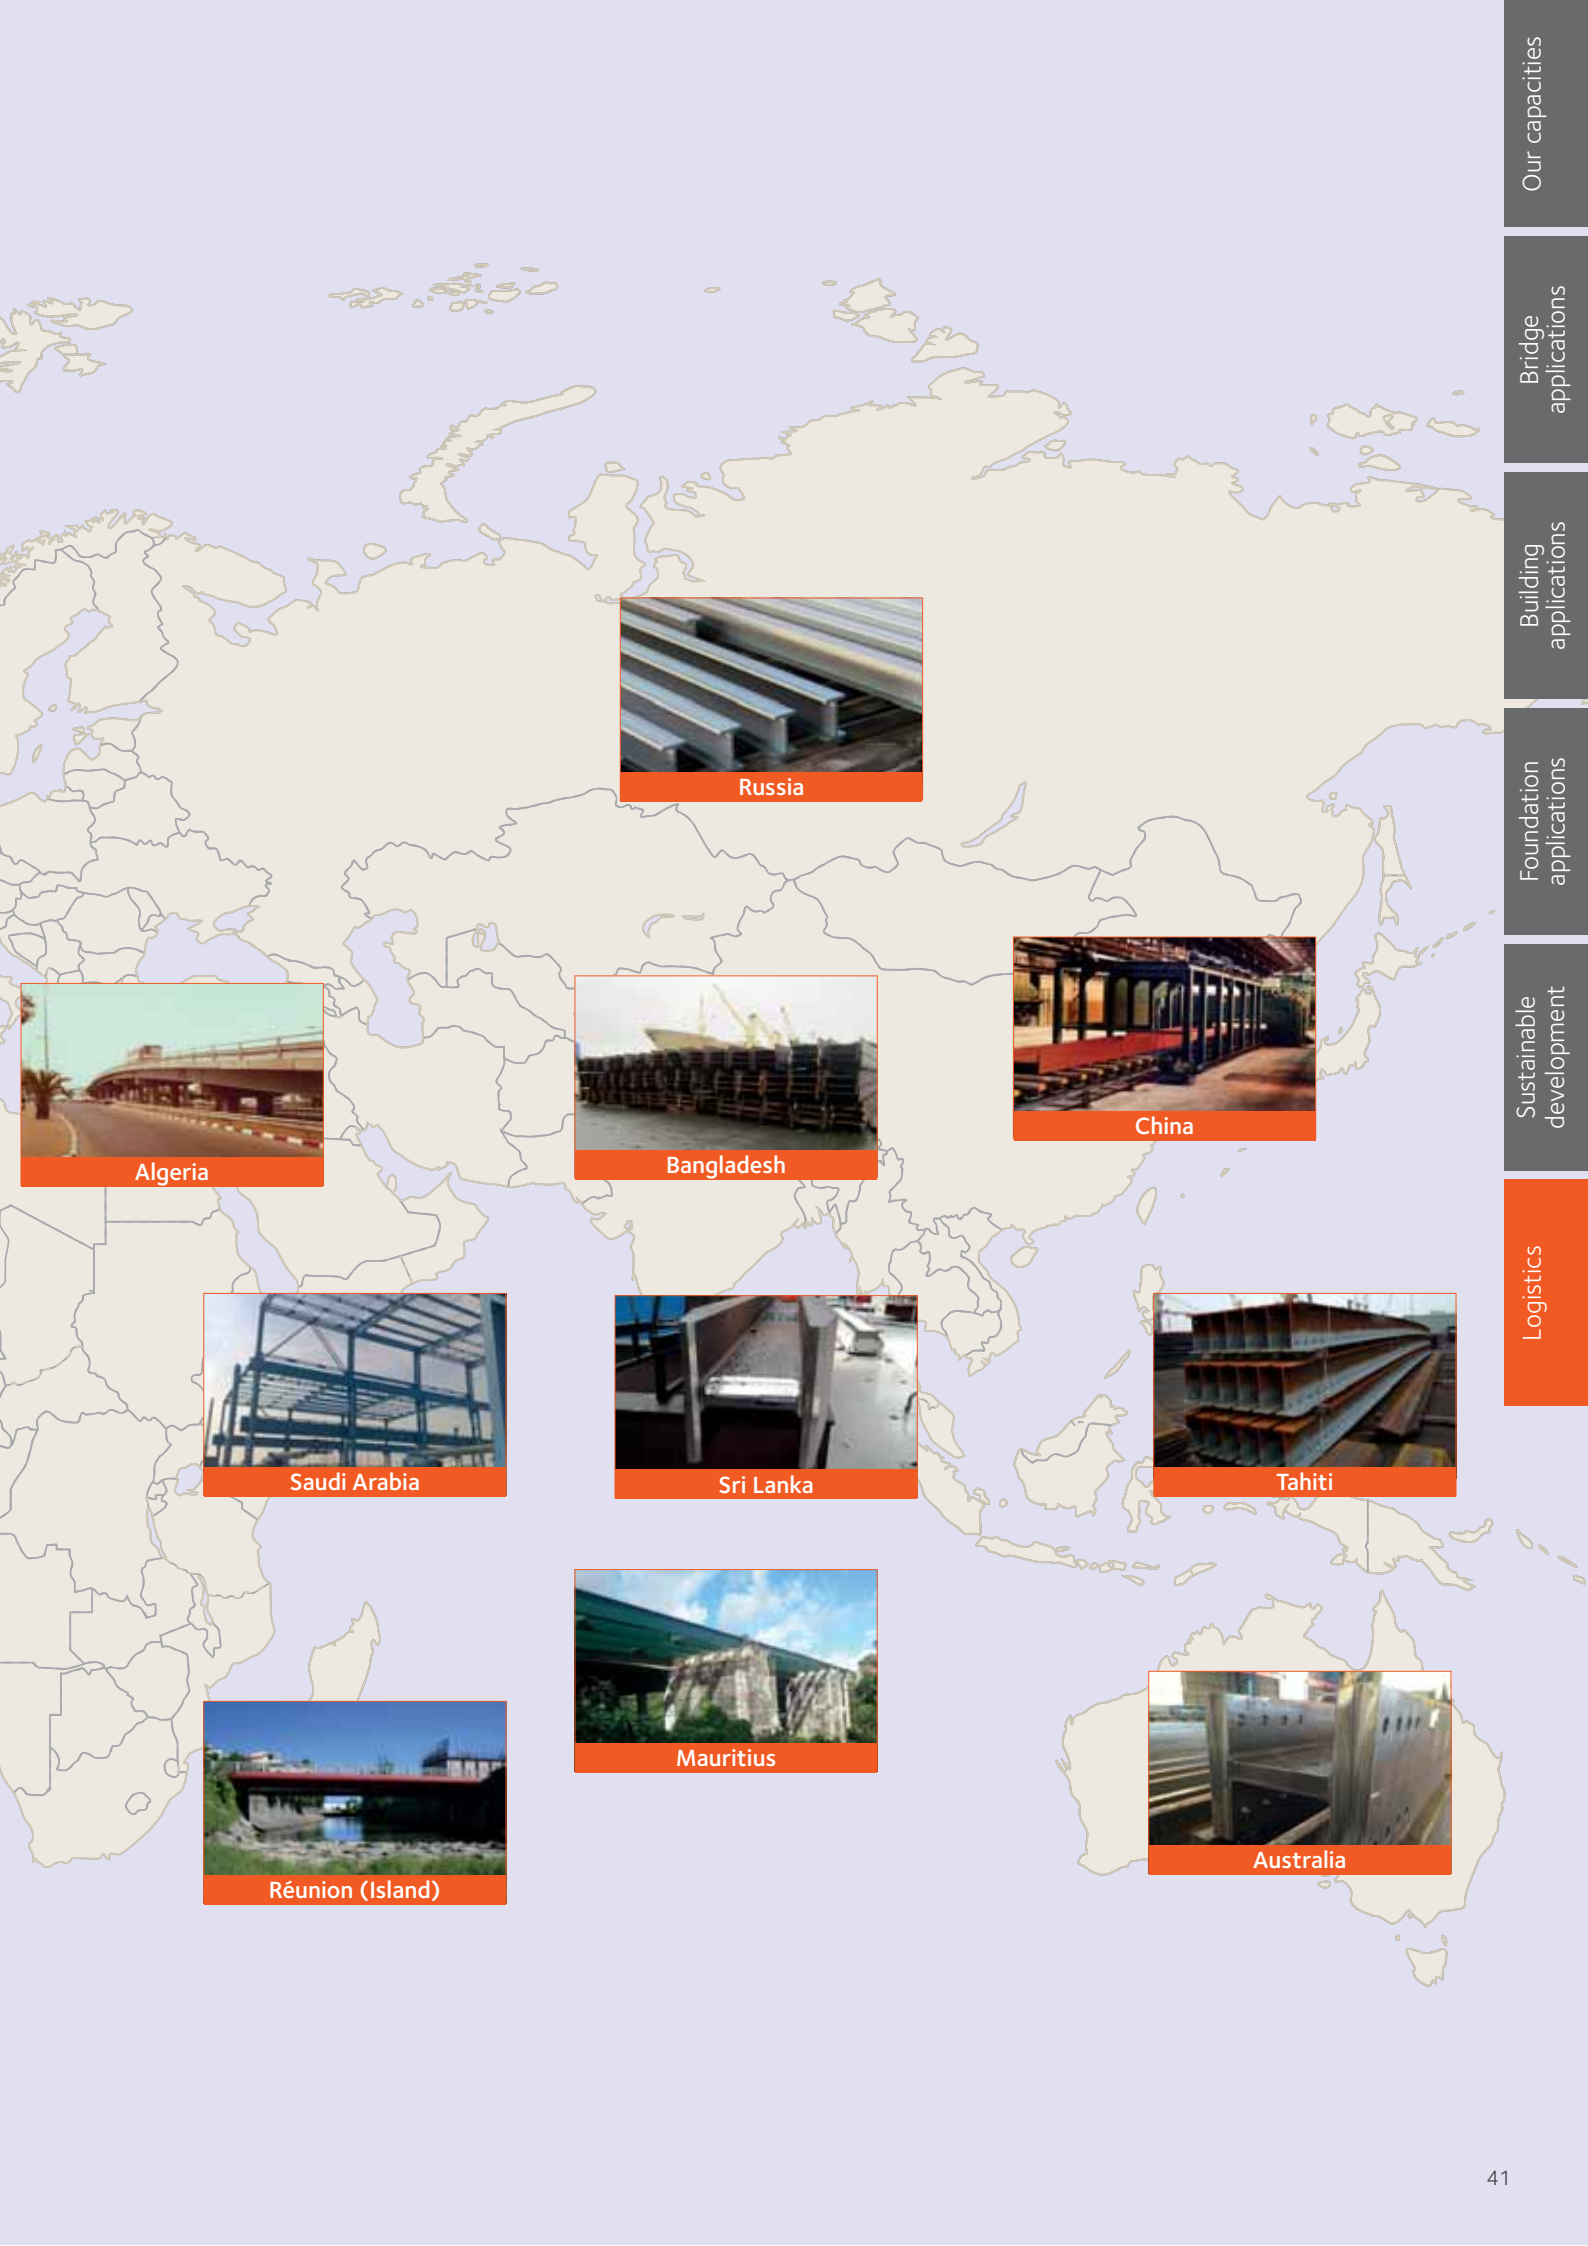 Our capacities
Bridge
applications
Building
applications
Foundation
applications
Sustainable
development
Logistics
Russia
China
Bangladesh
Algeria
Saudi Arabia
Sri Lanka
Tahiti
Mauritius
Australia
Réunion (Island)
41